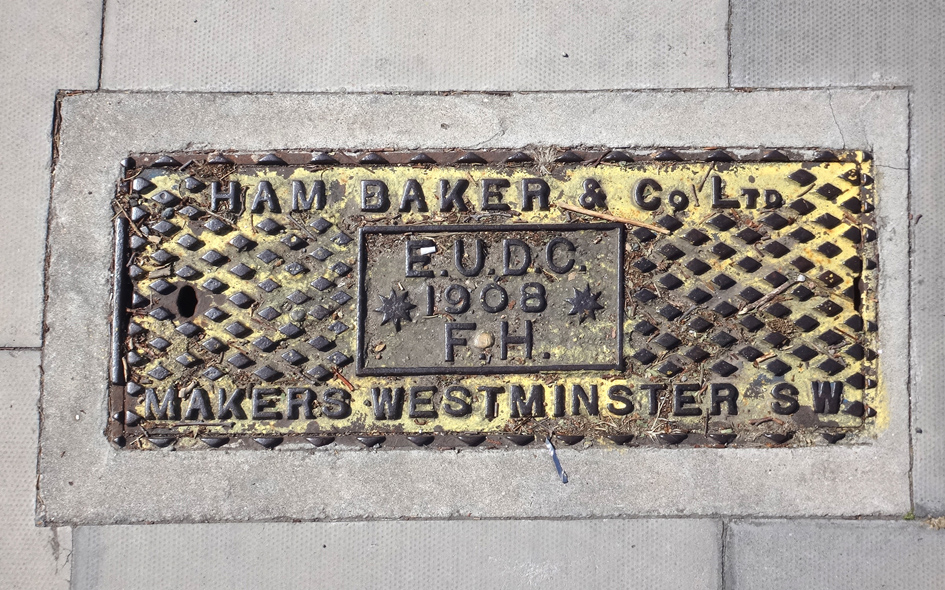 HAM BAKER & Co LTD
E.U.D.C.
1908
F.H.
MAKERS WESTMINSTER S W